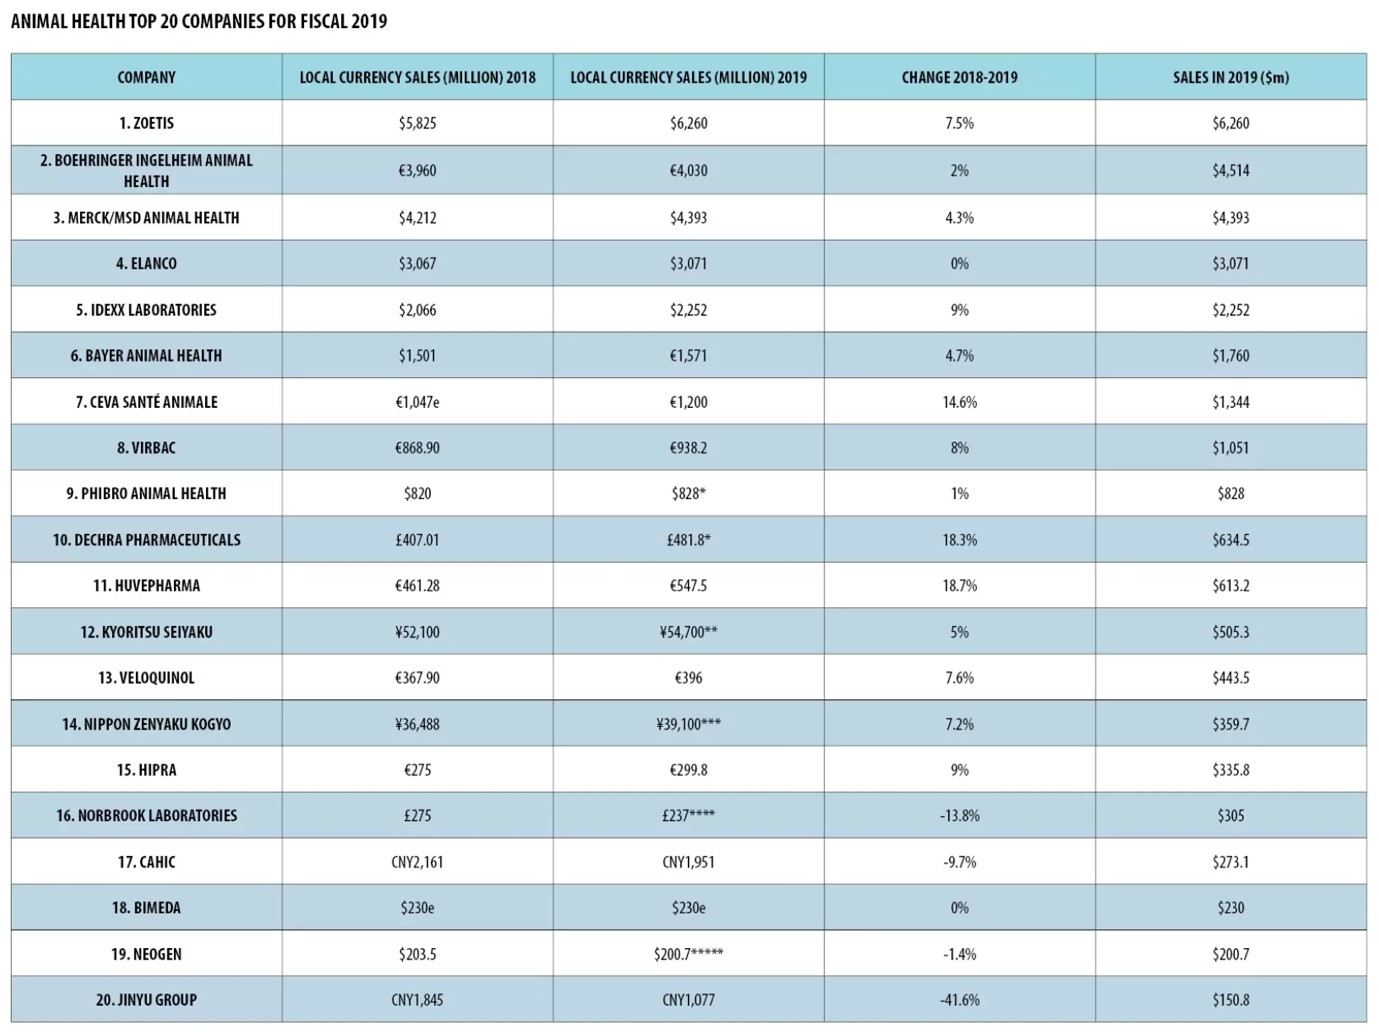 ANIMAL HEALTH TOP 20 COMPANIES FOR FISCAL 2019
COMPANY LOCAL CURRENCY SALES (MILLION) 2018 LOCAL CURRENCY SALES (MILLION) 2019 CHANGE 2018-2019 SALES IN 2019 ($m)
1. ZOETIS $5,825 $6,260 7.5% $6,260
2. BOEHRINGER INGELHEIM ANIMAL
HEALTH €3,960 €4,030 2% $4,514
3. MERCK/MSD ANIMAL HEALTH $4,212 $4,393 4.3% $4,393
4. ELANCO $3,067 $3,071 0% $3,071
5. IDEXX LABORATORIES $2,066 $2,252 9% $2,252
6. BAYER ANIMAL HEALTH $1,501 €1,571 4.7% $1,760
7. CEVA SANTÉ ANIMALE €1,047e €1,200 14.6% $1,344
8. VIRBAC €868.90 €938.2 8% $1,051
9. PHIBRO ANIMAL HEALTH $820 $828* 1% $828
10. DECHRA PHARMACEUTICALS £407.01 £481.8* 18.3% $634.5
11. HUVEPHARMA €461.28 €547.5 18.7% $613.2
12. KYORITSU SEIYAKU ¥52,100 ¥54,700** 5% $505.3
13. VELOQUINOL €367.90 €396 7.6% $443.5
14. NIPPON ZENYAKU KOGYO ¥36,488 ¥39,100*** 7.2% $359.7
15. HIPRA €275 €299.8 9% $335.8
16. NORBROOK LABORATORIES £275 £237**** -13.8% $305
17. CAHIC CNY2,161 CNY1,951 -9.7% $273.1
18. BIMEDA $230e $230e 0% $230
19. NEOGEN $203.5 $200.7***** -1.4% $200.7
20. JINYU GROUP CNY1,845 CNY1,077 -41.6% $150.8